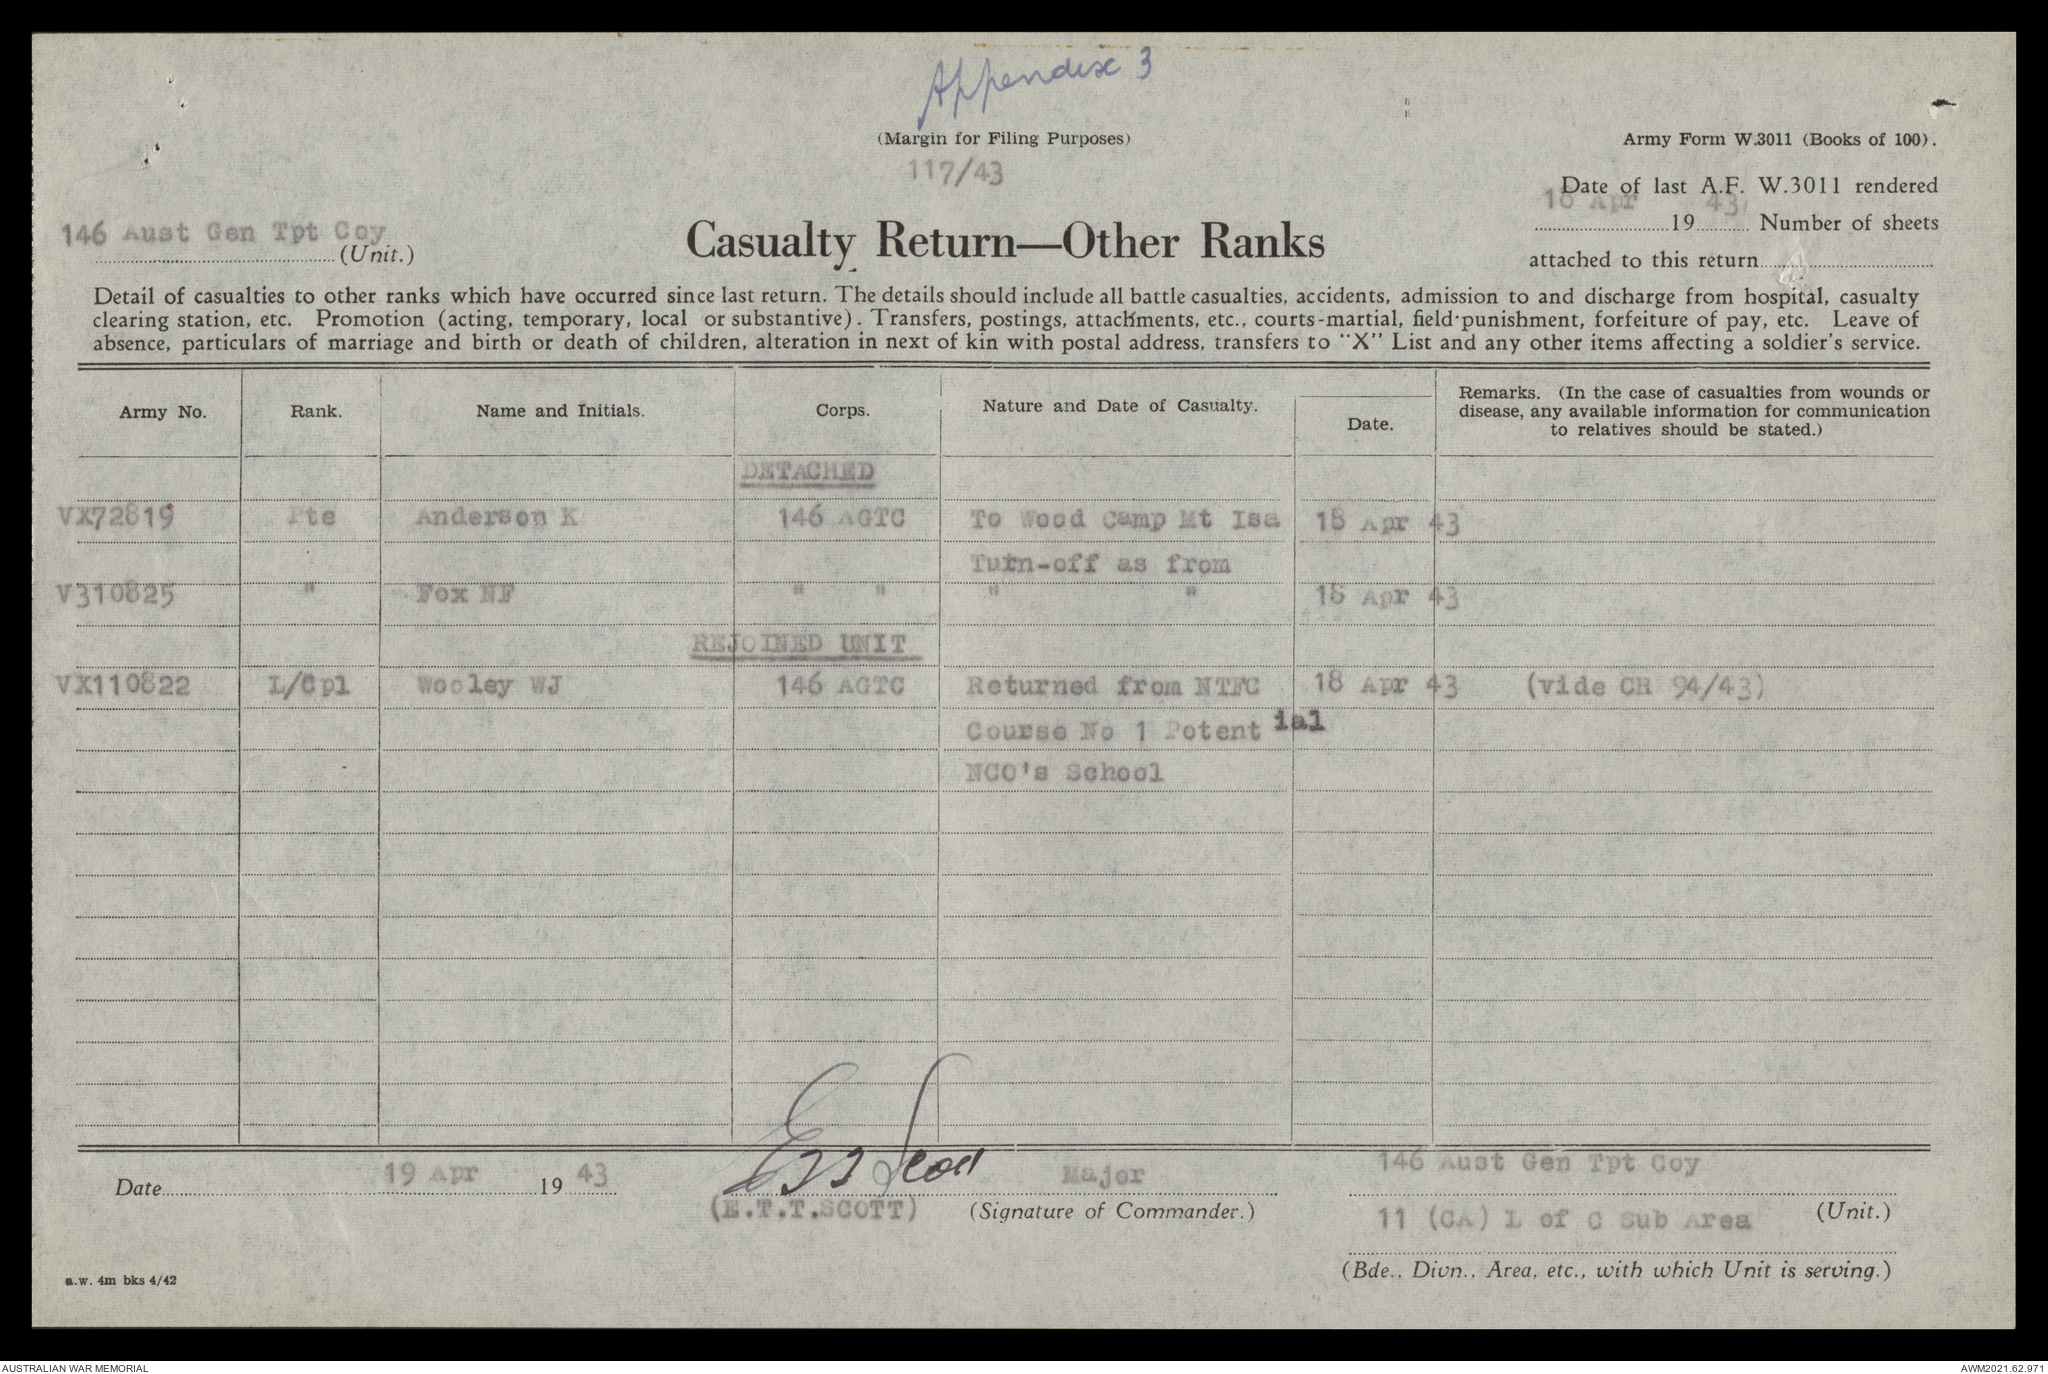 Appendix 3
(Margin for Filing Purposes)
Army Form W.3011 (Books of 100).
117/43
Date of last A.F. W.3011 rendered
18 Apr 43
19 Number of sheets
attached to this return
146 Aust Gen Tpt Coy
(Unit.)
Casualty Return—Other Ranks
Detail of casualties to other ranks which have occurred since last return. The details should include all battle casualties, accidents, admission to and discharge from hospital, casualty
clearing station, etc. Promotion (acting, temporary, local or substantive). Transfers, postings, attachments, etc., courts-martial, field punishment, forfeiture of pay, etc. Leave of
absence, particulars of marriage and birth or death of children, alteration in next of kin with postal address, transfers to "X" List and any other items affecting a soldier's service.
Army No. Rank. Name and Initials. Corps. Nature and Date of Casualty. Date. Remarks. (In the case of casualties from wounds or
disease, any available information for communication
to relatives should be stated.)
DETACHED
VX72819 Pte Anderson K 146 AGTC To Wood Camp Mt Isa 18 Apr 43
Turn-off as from
V310825 " Fox NF " " " " 18 Apr 43
REJOINED UNIT
VX110822 L/Cpl Wooley WJ 146 AGTC Returned from NTFC 18 Apr 43 (vide CR 94/43)
Course No 1 Potential
NCO's School
Date 19 Apr 19 43
ETT Scott Major
(E.T.T.SCOTT) (Signature of Commander.)
146 Aust Gen Tpt Coy
11 (CA) L of C Sub Area (Unit.)
(Bde., Divn., Area, etc., with which Unit is serving.)
a.w. 4m bks 4/42
AUSTRALIAN WAR MEMORIAL
AWM2021.62.971